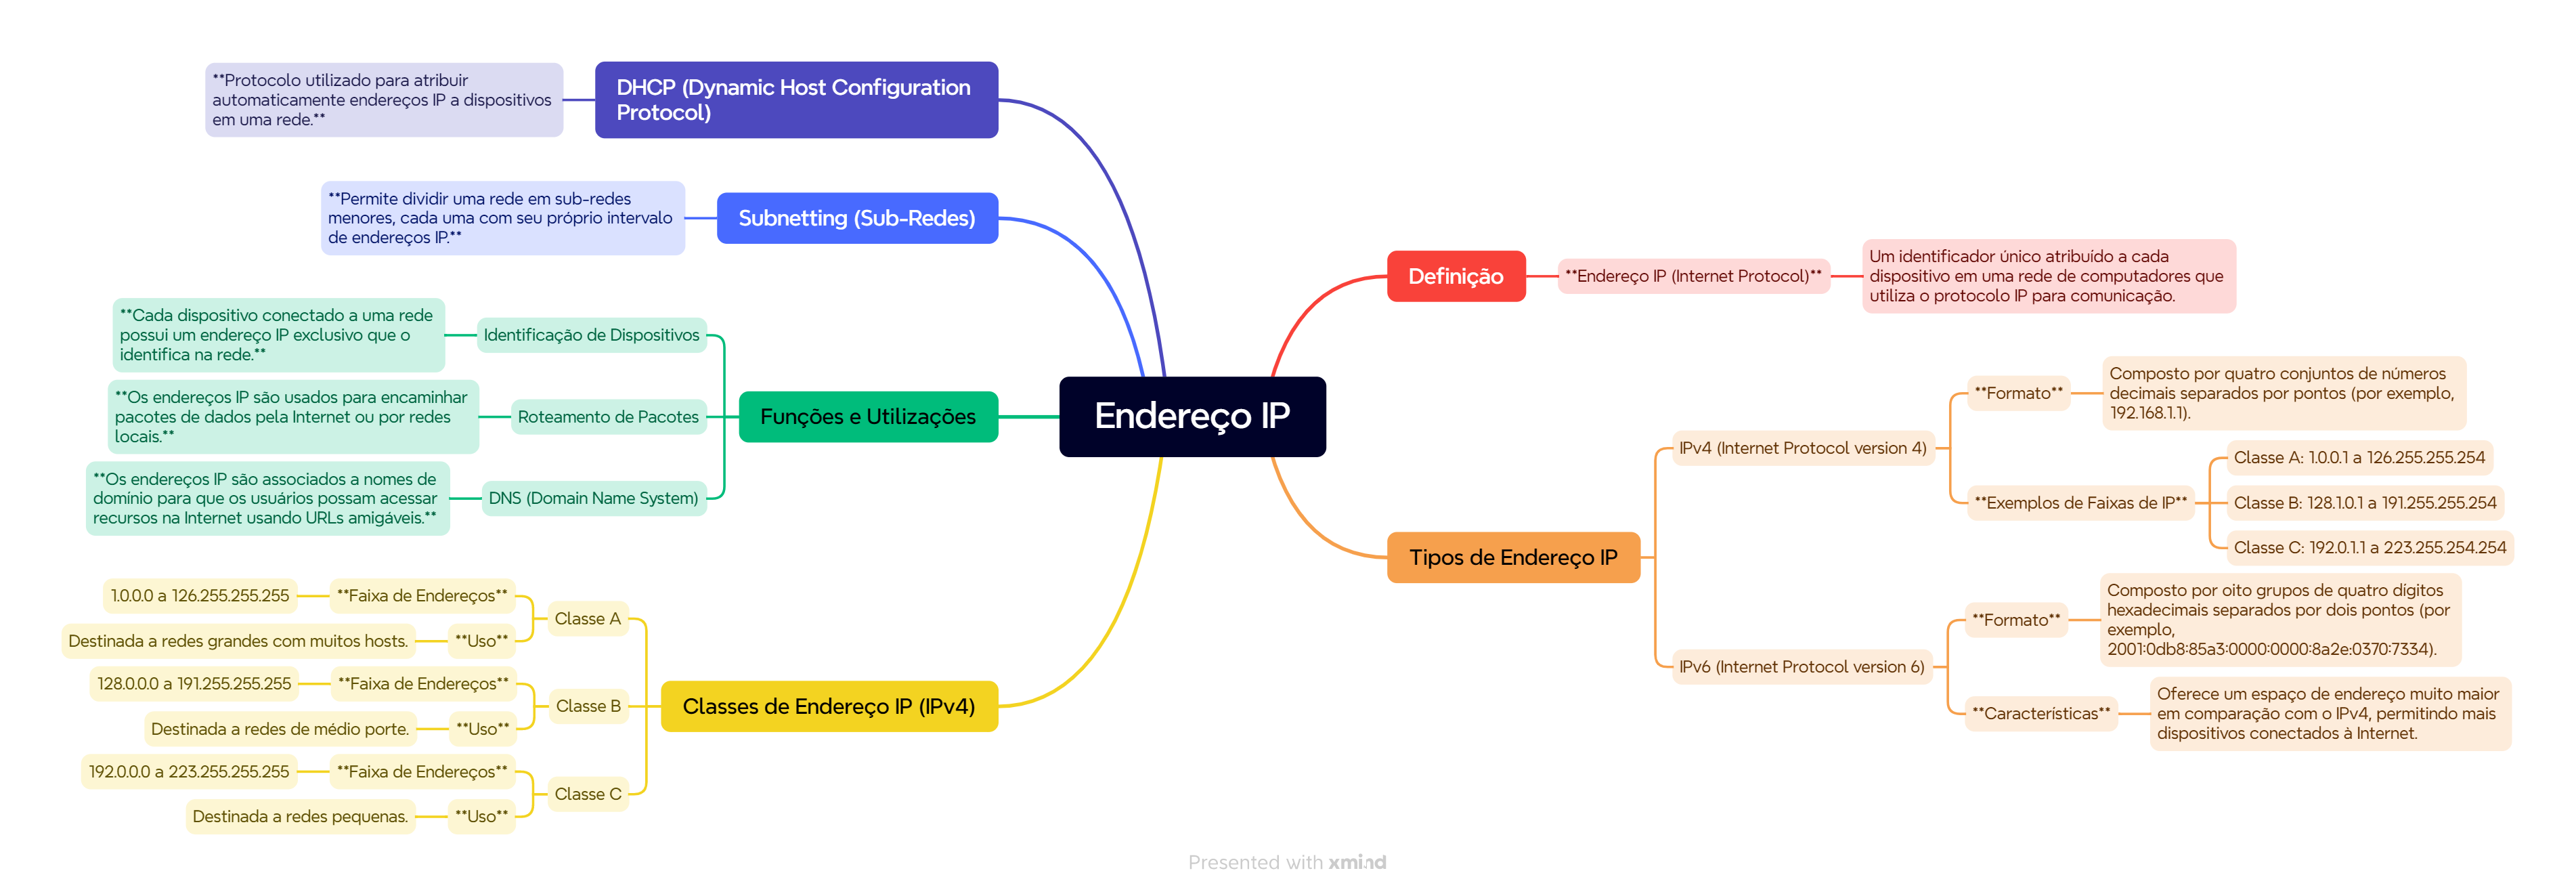 Endereço IP
Definição
**Endereço IP (Internet Protocol)**
Um identificador único atribuído a cada
dispositivo em uma rede de computadores que
utiliza o protocolo IP para comunicação.
Tipos de Endereço IP
IPv4 (Internet Protocol version 4)
**Formato**
Composto por quatro conjuntos de números
decimais separados por pontos (por exemplo,
192.168.1.1).
**Exemplos de Faixas de IP**
Classe A: 1.0.0.1 a 126.255.255.254
Classe B: 128.1.0.1 a 191.255.255.254
Classe C: 192.0.1.1 a 223.255.254.254
IPv6 (Internet Protocol version 6)
**Formato**
Composto por oito grupos de quatro dígitos
hexadecimais separados por dois pontos (por
exemplo,
2001:0db8:85a3:0000:0000:8a2e:0370:7334).
**Características**
Oferece um espaço de endereço muito maior
em comparação com o IPv4, permitindo mais
dispositivos conectados à Internet.
DHCP (Dynamic Host Configuration
Protocol)
**Protocolo utilizado para atribuir
automaticamente endereços IP a dispositivos
em uma rede.**
Subnetting (Sub-Redes)
**Permite dividir uma rede em sub-redes
menores, cada uma com seu próprio intervalo
de endereços IP.**
Funções e Utilizações
Identificação de Dispositivos
**Cada dispositivo conectado a uma rede
possui um endereço IP exclusivo que o
identifica na rede.**
Roteamento de Pacotes
**Os endereços IP são usados para encaminhar
pacotes de dados pela Internet ou por redes
locais.**
DNS (Domain Name System)
**Os endereços IP são associados a nomes de
domínio para que os usuários possam acessar
recursos na Internet usando URLs amigáveis.**
Classes de Endereço IP (IPv4)
Classe A
**Faixa de Endereços**
1.0.0.0 a 126.255.255.255
**Uso**
Destinada a redes grandes com muitos hosts.
Classe B
**Faixa de Endereços**
128.0.0.0 a 191.255.255.255
**Uso**
Destinada a redes de médio porte.
Classe C
**Faixa de Endereços**
192.0.0.0 a 223.255.255.255
**Uso**
Destinada a redes pequenas.
Presented with xmind